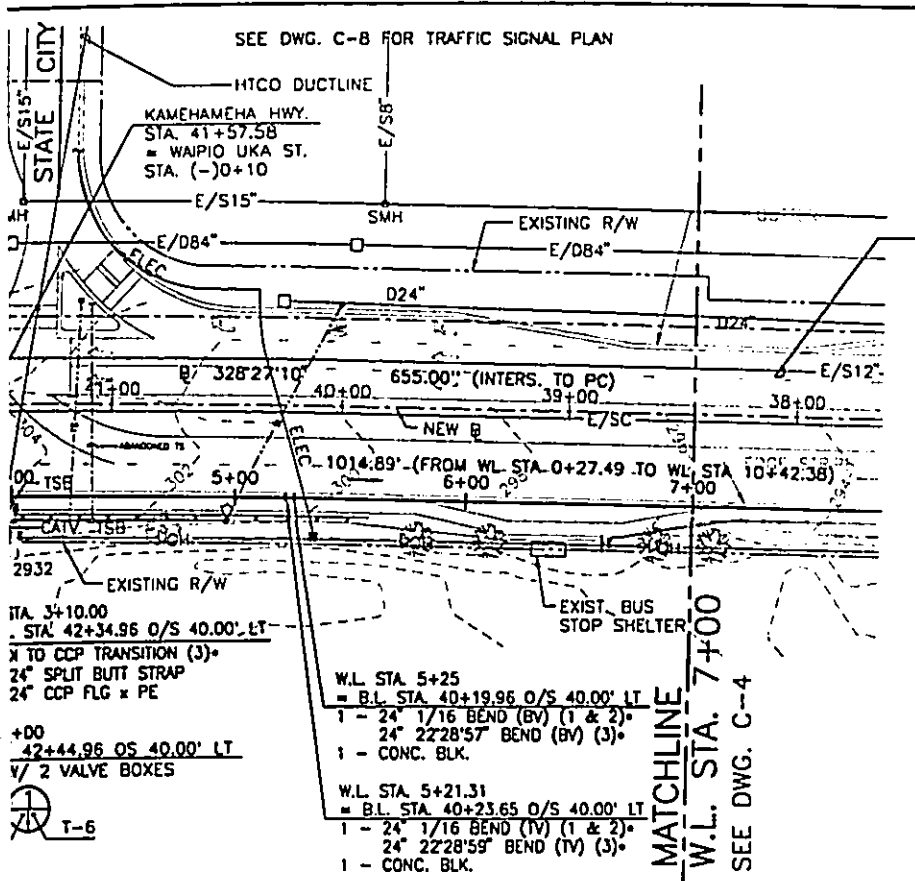 SEE DWG. C-8 FOR TRAFFIC SIGNAL PLAN
CITY
STATE
E/S15"
HTCO DUCTLINE
E/S8"
KAMEHAMEHA HWY.
STA. 41+57.58
= WAIPIO UKA ST.
STA. (-)0+10
E/S15"
SMH
EXISTING R/W
E/D84"
E/D84"
ELEC
D24"
D24"
328°27'10"
655.00' (INTERS. TO PC)
E/S12"
40+00
39+00
38+00
E/SC
NEW
304
ABANDONED TS
ELEC
1014.89' (FROM WL STA 0+27.49 TO WL STA 10+42.38)
302
00
TSB
5+00
6+00
7+00
CATV
TSB
2932
EXISTING R/W
EXIST. BUS
STOP SHELTER
STA. 3+10.00
STA. 42+34.96 O/S 40.00' LT
TO CCP TRANSITION (3)*
24" SPLIT BUTT STRAP
24" CCP FLG x PE
+00
42+44.96 OS 40.00' LT
W/ 2 VALVE BOXES
1
T-6
W.L. STA. 5+25
= B.L. STA. 40+19.96 O/S 40.00' LT
1 - 24" 1/16 BEND (BV) (1 & 2)*
24" 22°28'57" BEND (BV) (3)*
1 - CONC. BLK.
W.L. STA. 5+21.31
= B.L. STA. 40+23.65 O/S 40.00' LT
1 - 24" 1/16 BEND (TV) (1 & 2)*
24" 22°28'59" BEND (TV) (3)*
1 - CONC. BLK.
MATCHLINE
W.L. STA. 7+00
SEE DWG. C-4